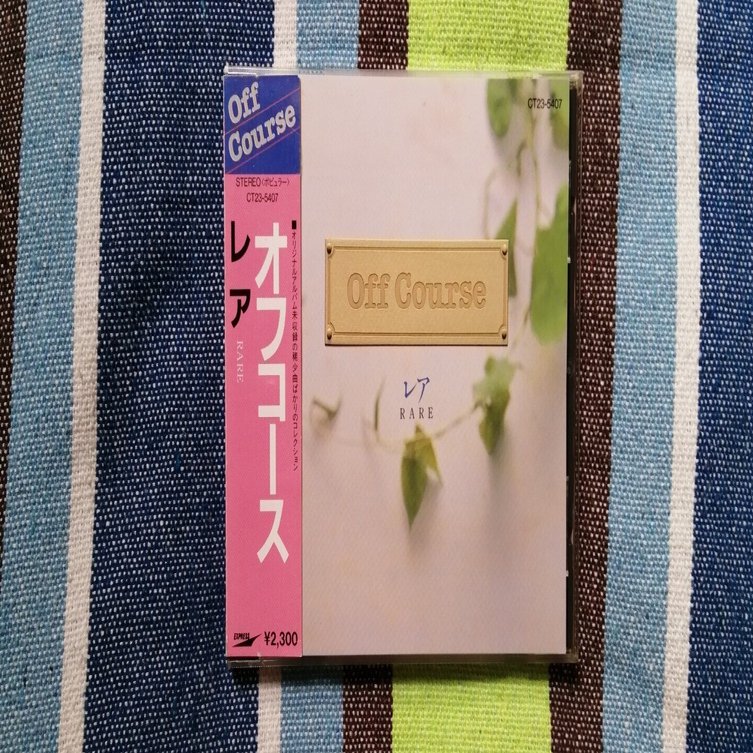 Off
Course
STEREO〈ポピュラー〉
CT23-5407
■オリジナルアルバム未収録の稀少曲ばかりのコレクション
オフコース
レア
RARE
EXPRESS
¥2,300
CT23-5407
Off Course
レア
RARE